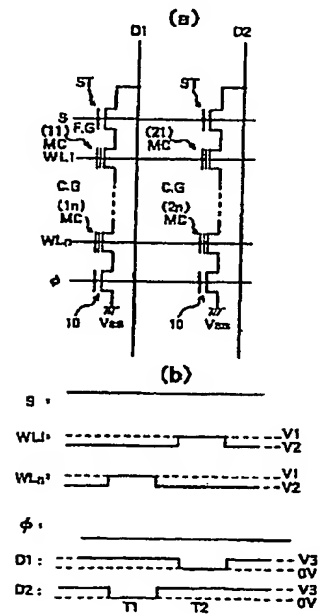 (a)
D1 D2
ST ST
S
F.G
(11) (21)
MC MC
WL1
C.G C.G
(1n) (2n)
MC MC
WLn
φ
10 Vss 10 Vss
(b)
S :
WL1: V1
V2
WLn: V1
V2
φ :
D1 : V3
0V
D2 : V3
T1 T2 0V